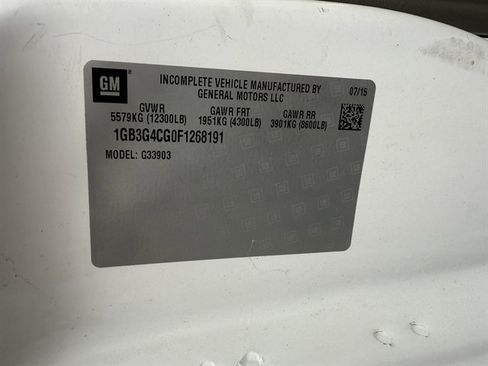 GM
INCOMPLETE VEHICLE MANUFACTURED BY
GENERAL MOTORS LLC
07/15
GVWR GAWR FRT GAWR RR
5579KG (12300LB) 1951KG (4300LB) 3901KG (8600LB)
1GB3G4CG0F1268191
MODEL: G33903